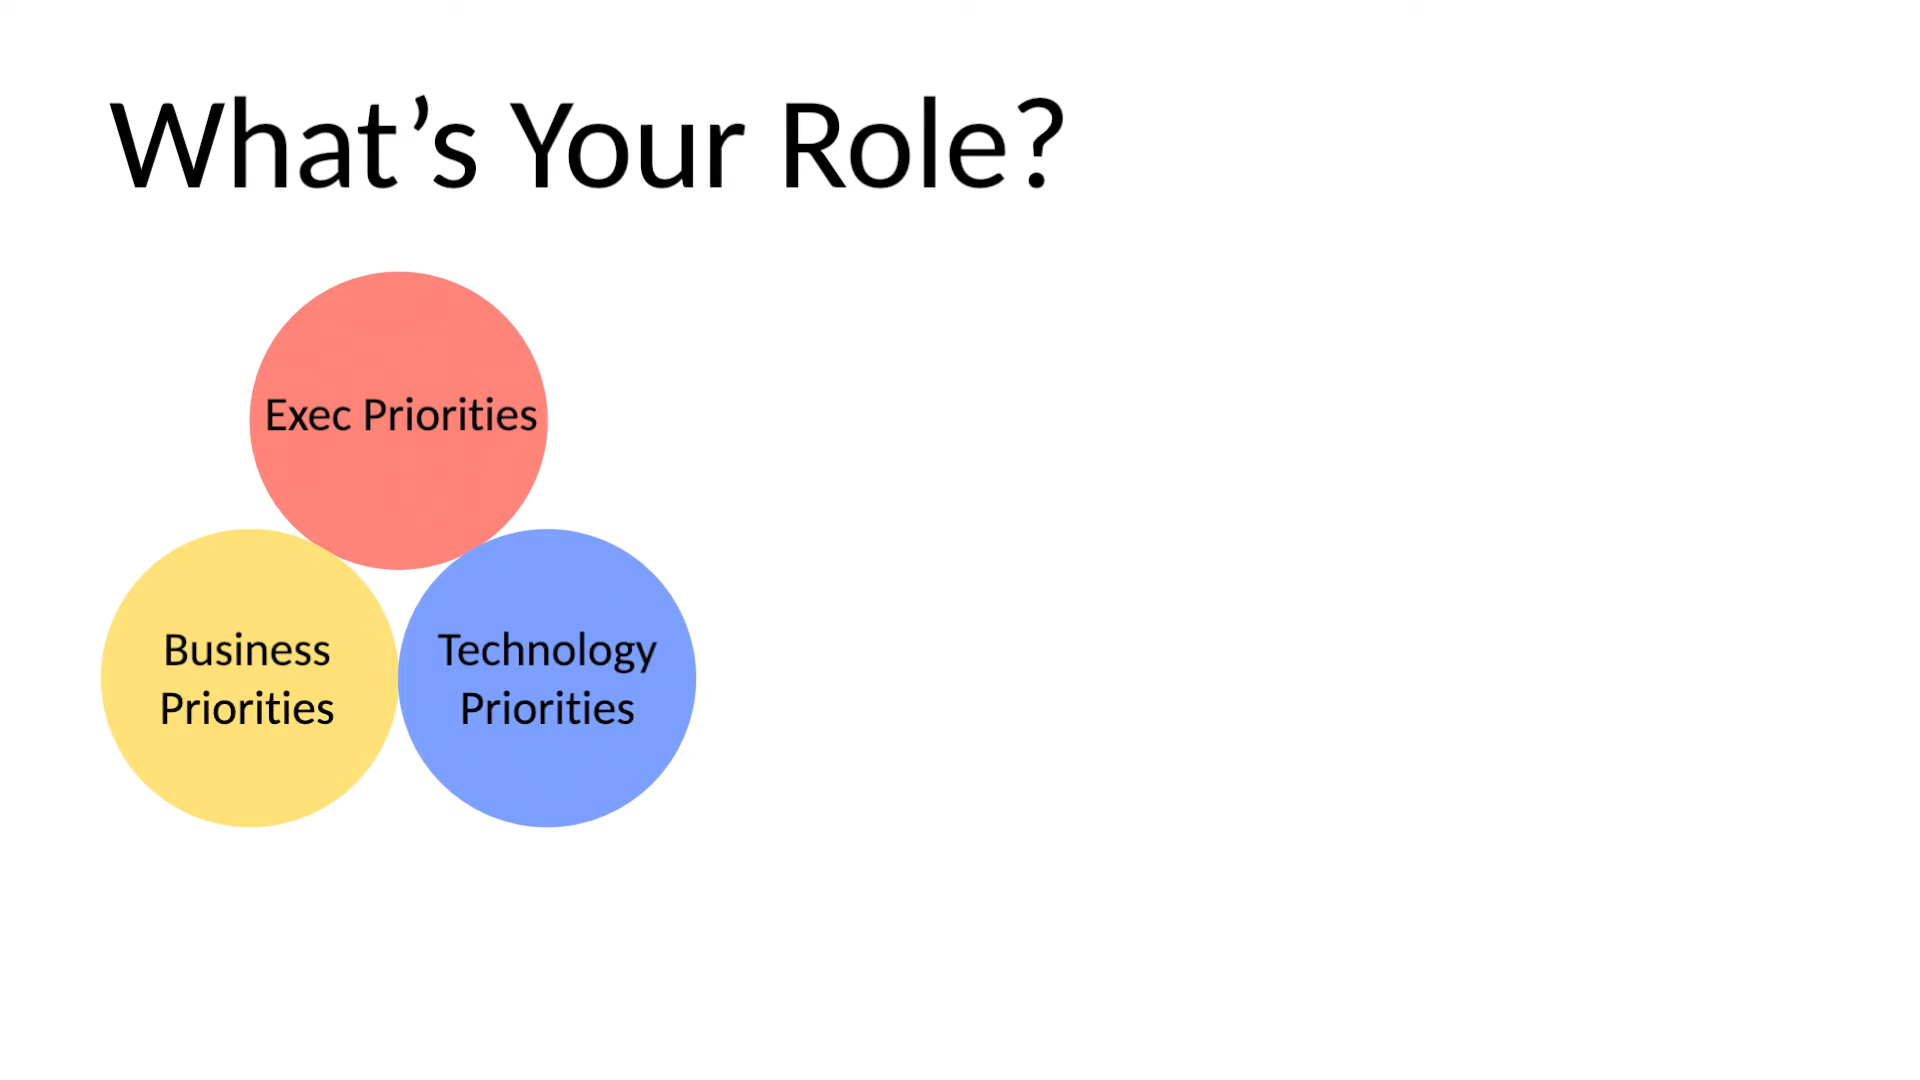 What’s Your Role?
Exec Priorities
Business
Priorities
Technology
Priorities